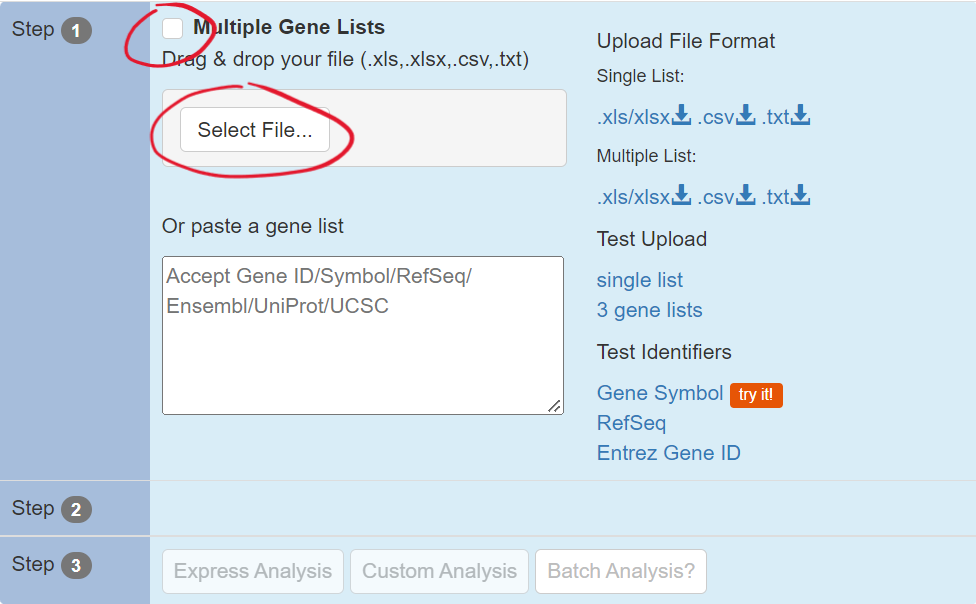 Step 1
Multiple Gene Lists
Drag & drop your file (.xls,.xlsx,.csv,.txt)
Select File...
Or paste a gene list
Accept Gene ID/Symbol/RefSeq/
Ensembl/UniProt/UCSC
Upload File Format
Single List:
.xls/xlsx .csv .txt
Multiple List:
.xls/xlsx .csv .txt
Test Upload
single list
3 gene lists
Test Identifiers
Gene Symbol try it!
RefSeq
Entrez Gene ID
Step 2
Step 3
Express Analysis Custom Analysis Batch Analysis?